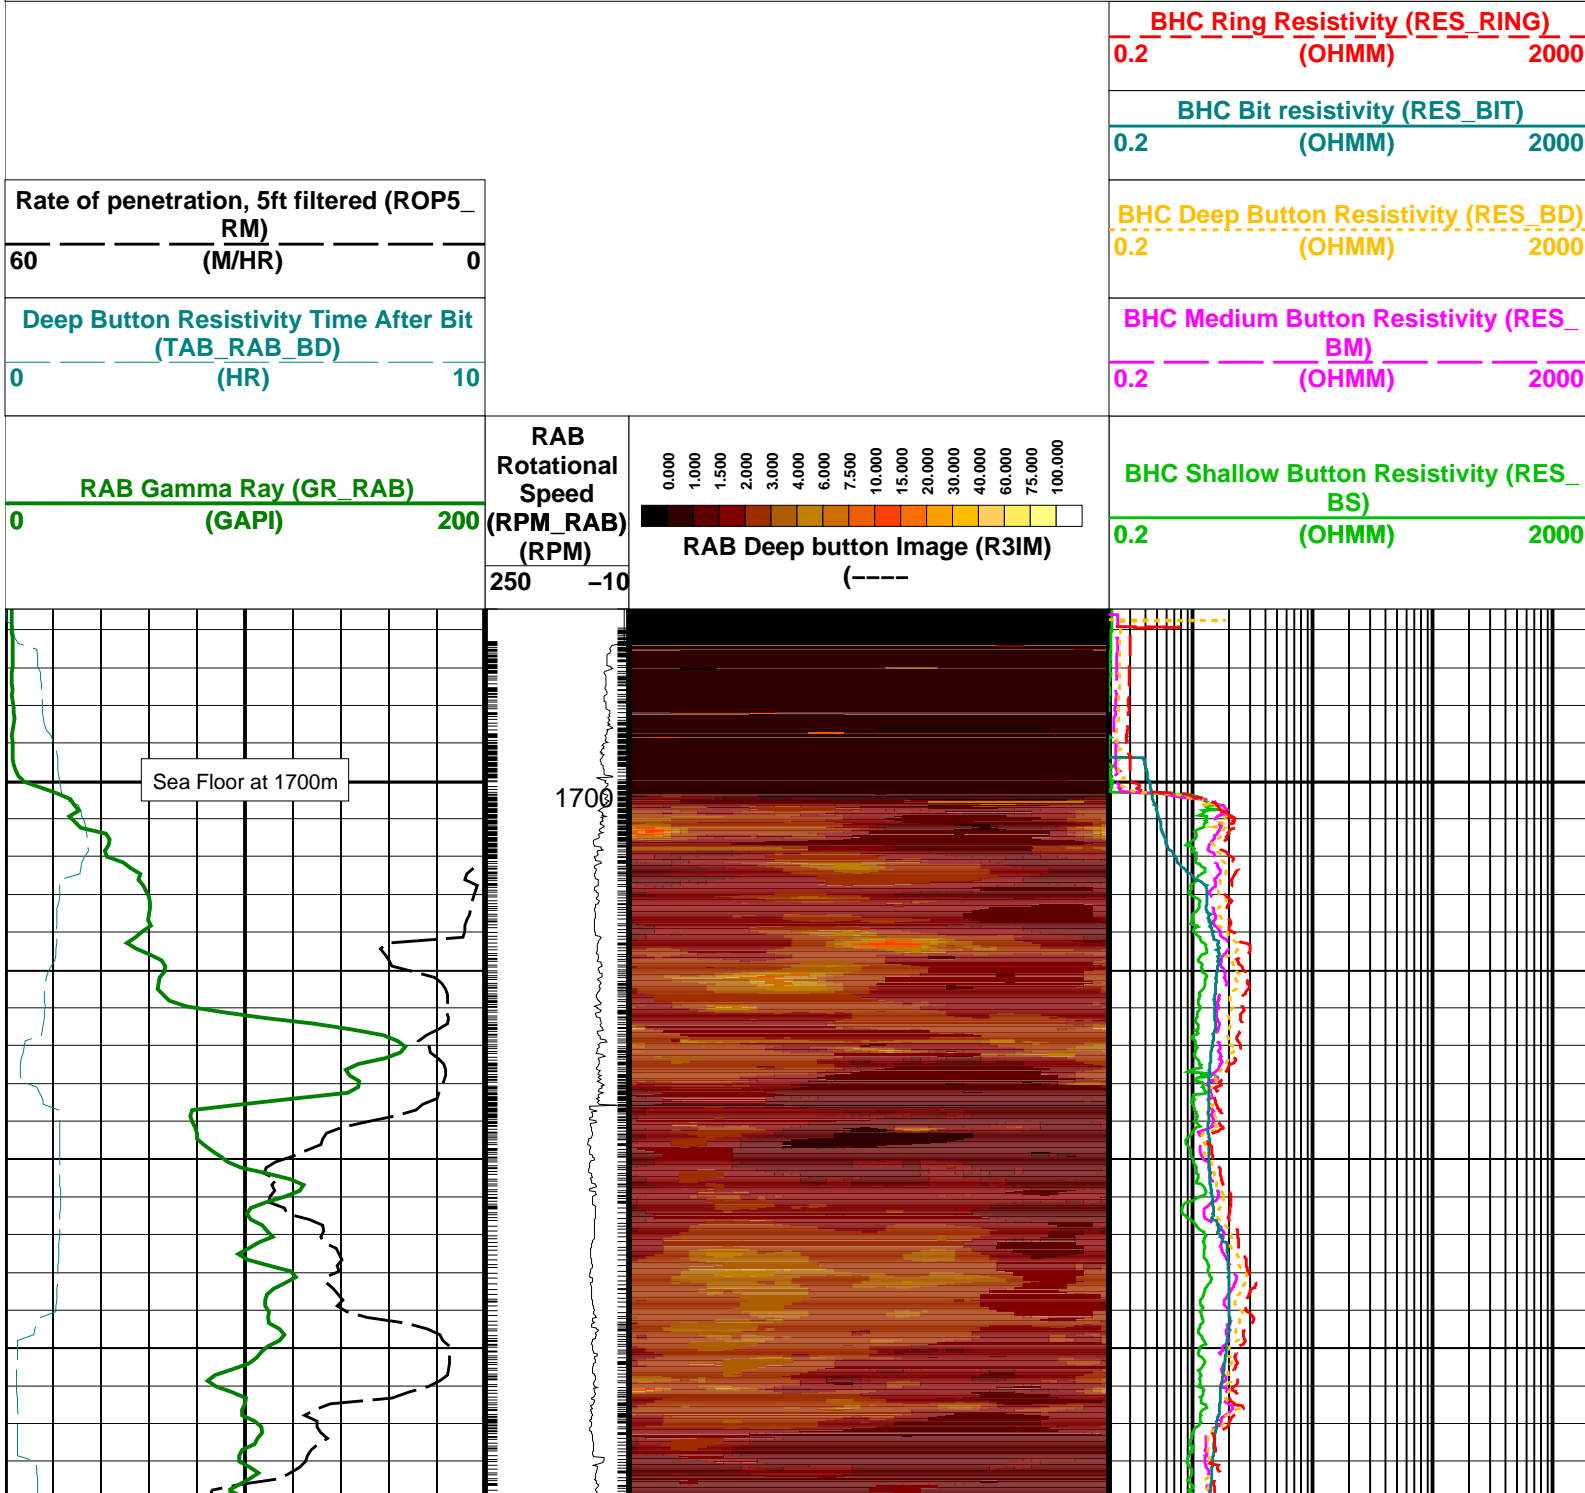 BHC Ring Resistivity (RES_RING)
0.2 (OHMM) 2000
BHC Bit resistivity (RES_BIT)
0.2 (OHMM) 2000
Rate of penetration, 5ft filtered (ROP5_
RM)
60 (M/HR) 0
BHC Deep Button Resistivity (RES_BD)
0.2 (OHMM) 2000
Deep Button Resistivity Time After Bit
(TAB_RAB_BD)
0 (HR) 10
BHC Medium Button Resistivity (RES_
BM)
0.2 (OHMM) 2000
RAB Gamma Ray (GR_RAB)
0 (GAPI) 200
RAB
Rotational
Speed
(RPM_RAB)
(RPM)
250 −10
0.000
1.000
1.500
2.000
3.000
4.000
6.000
7.500
10.000
15.000
20.000
30.000
40.000
60.000
75.000
100.000
RAB Deep button Image (R3IM)
(−−−−
BHC Shallow Button Resistivity (RES_
BS)
0.2 (OHMM) 2000
Sea Floor at 1700m
1700